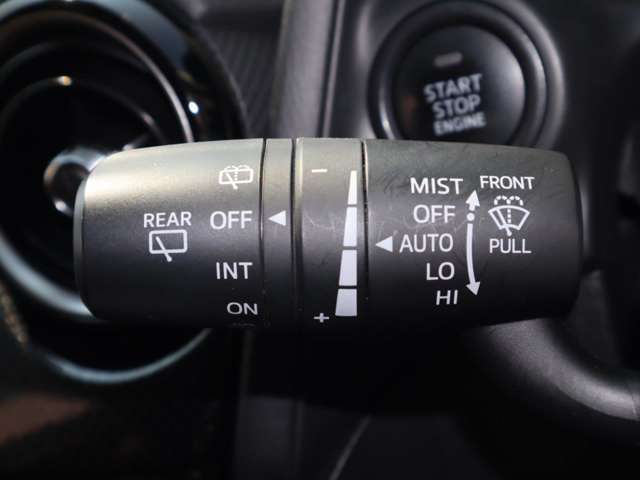 START
STOP
ENGINE
REAR
OFF
INT
ON
-
+
MIST
OFF
AUTO
LO
HI
FRONT
PULL